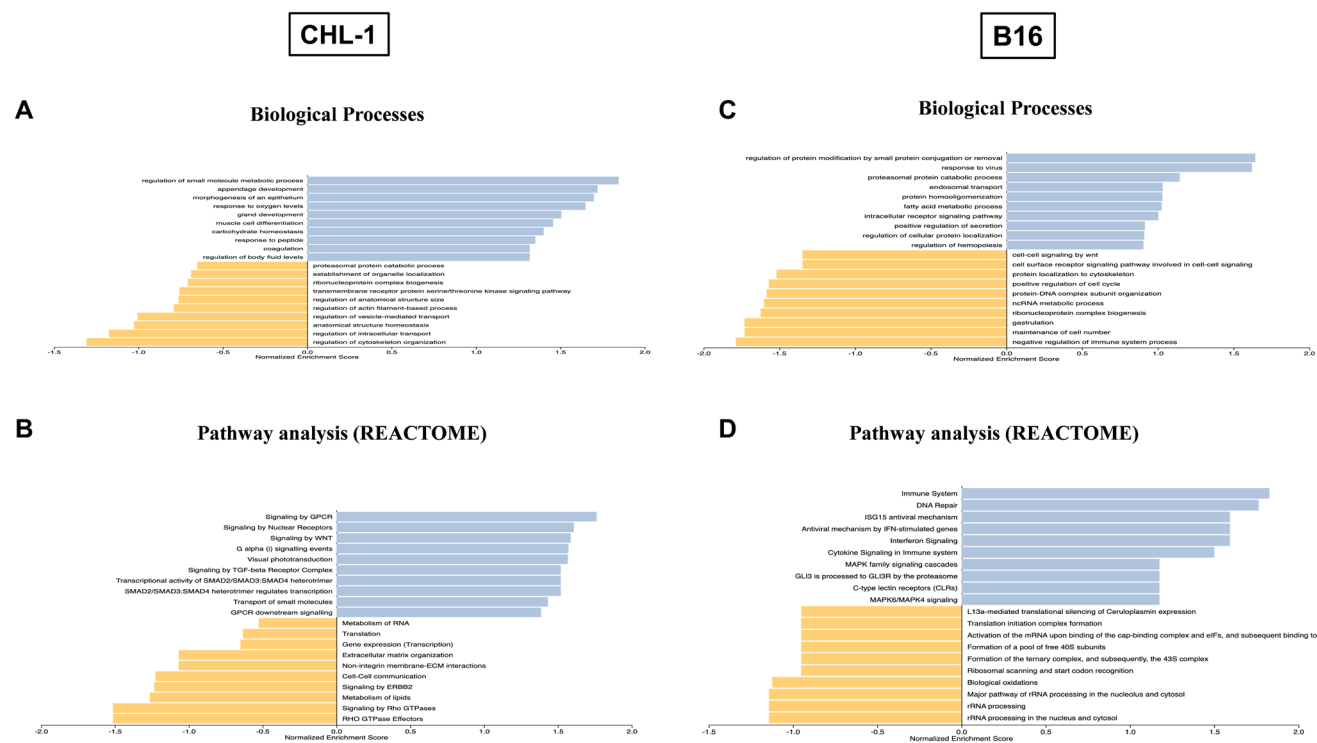 CHL-1
B16
A
Biological Processes
regulation of small molecule metabolic process
appendage development
morphogenesis of an epithelium
response to oxygen levels
gland development
muscle cell differentiation
carbohydrate homeostasis
response to peptide
coagulation
regulation of body fluid levels
proteasomal protein catabolic process
establishment of organelle localization
ribonucleoprotein complex biogenesis
transmembrane receptor protein serine/threonine kinase signaling pathway
regulation of anatomical structure size
regulation of actin filament-based process
regulation of vesicle-mediated transport
anatomical structure homeostasis
regulation of intracellular transport
regulation of cytoskeleton organization
-1.5 -1.0 -0.5 0.0 0.5 1.0 1.5 2.0
Normalized Enrichment Score
C
Biological Processes
regulation of protein modification by small protein conjugation or removal
response to virus
proteasomal protein catabolic process
endosomal transport
protein homooligomerization
fatty acid metabolic process
intracellular receptor signaling pathway
positive regulation of secretion
regulation of cellular protein localization
regulation of hemopoiesis
cell-cell signaling by wnt
cell surface receptor signaling pathway involved in cell-cell signaling
protein localization to cytoskeleton
positive regulation of cell cycle
protein-DNA complex subunit organization
ncRNA metabolic process
ribonucleoprotein complex biogenesis
gastrulation
maintenance of cell number
negative regulation of immune system process
-2.0 -1.5 -1.0 -0.5 0.0 0.5 1.0 1.5 2.0
Normalized Enrichment Score
B
Pathway analysis (REACTOME)
Signaling by GPCR
Signaling by Nuclear Receptors
Signaling by WNT
G alpha (i) signalling events
Visual phototransduction
Signaling by TGF-beta Receptor Complex
Transcriptional activity of SMAD2/SMAD3:SMAD4 heterotrimer
SMAD2/SMAD3:SMAD4 heterotrimer regulates transcription
Transport of small molecules
GPCR downstream signalling
Metabolism of RNA
Translation
Gene expression (Transcription)
Extracellular matrix organization
Non-integrin membrane-ECM interactions
Cell-Cell communication
Signaling by ERBB2
Metabolism of lipids
Signaling by Rho GTPases
RHO GTPase Effectors
-2.0 -1.5 -1.0 -0.5 0.0 0.5 1.0 1.5 2.0
Normalized Enrichment Score
D
Pathway analysis (REACTOME)
Immune System
DNA Repair
ISG15 antiviral mechanism
Antiviral mechanism by IFN-stimulated genes
Interferon Signaling
Cytokine Signaling in Immune system
MAPK family signaling cascades
GLI3 is processed to GLI3R by the proteasome
C-type lectin receptors (CLRs)
MAPK6/MAPK4 signaling
L13a-mediated translational silencing of Ceruloplasmin expression
Translation initiation complex formation
Activation of the mRNA upon binding of the cap-binding complex and eIFs, and subsequent binding to
Formation of a pool of free 40S subunits
Formation of the ternary complex, and subsequently, the 43S complex
Ribosomal scanning and start codon recognition
Biological oxidations
Major pathway of rRNA processing in the nucleolus and cytosol
rRNA processing
rRNA processing in the nucleus and cytosol
-1.5 -1.0 -0.5 0.0 0.5 1.0 1.5 2.0
Normalized Enrichment Score